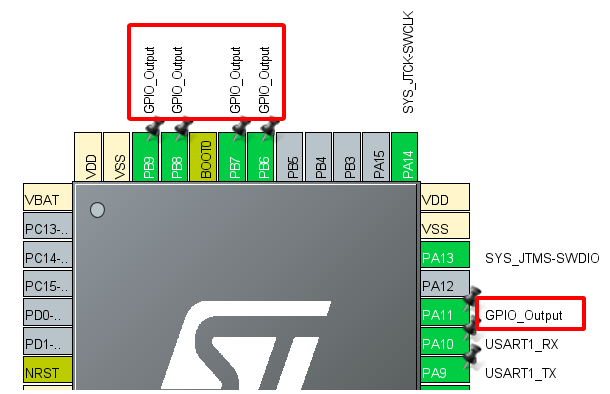 SYS_JTCK-SWCLK
GPIO_Output
GPIO_Output
GPIO_Output
GPIO_Output
VDD
VSS
PB9
PB8
BOOT0
PB7
PB6
PB5
PB4
PB3
PA15
PA14
VBAT
VDD
PC13-..
VSS
PC14-..
PA13
SYS_JTMS-SWDIO
PC15-..
PA12
PD0-..
PA11
GPIO_Output
PD1-..
PA10
USART1_RX
NRST
PA9
USART1_TX
ST